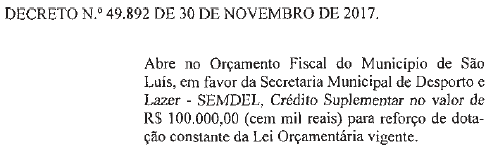 DECRETO N.º 49.892 DE 30 DE NOVEMBRO DE 2017.
Abre no Orçamento Fiscal do Município de São
Luís, em favor da Secretaria Municipal de Desporto e
Lazer - SEMDEL, Crédito Suplementar no valor de
R$ 100.000,00 (cem mil reais) para reforço de dota-
ção constante da Lei Orçamentária vigente.